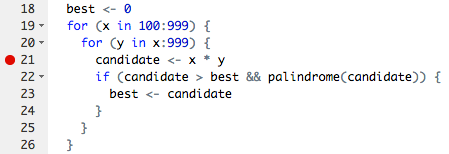 18 best <- 0
19 for (x in 100:999) {
20 for (y in x:999) {
21 candidate <- x * y
22 if (candidate > best && palindrome(candidate)) {
23 best <- candidate
24 }
25 }
26 }